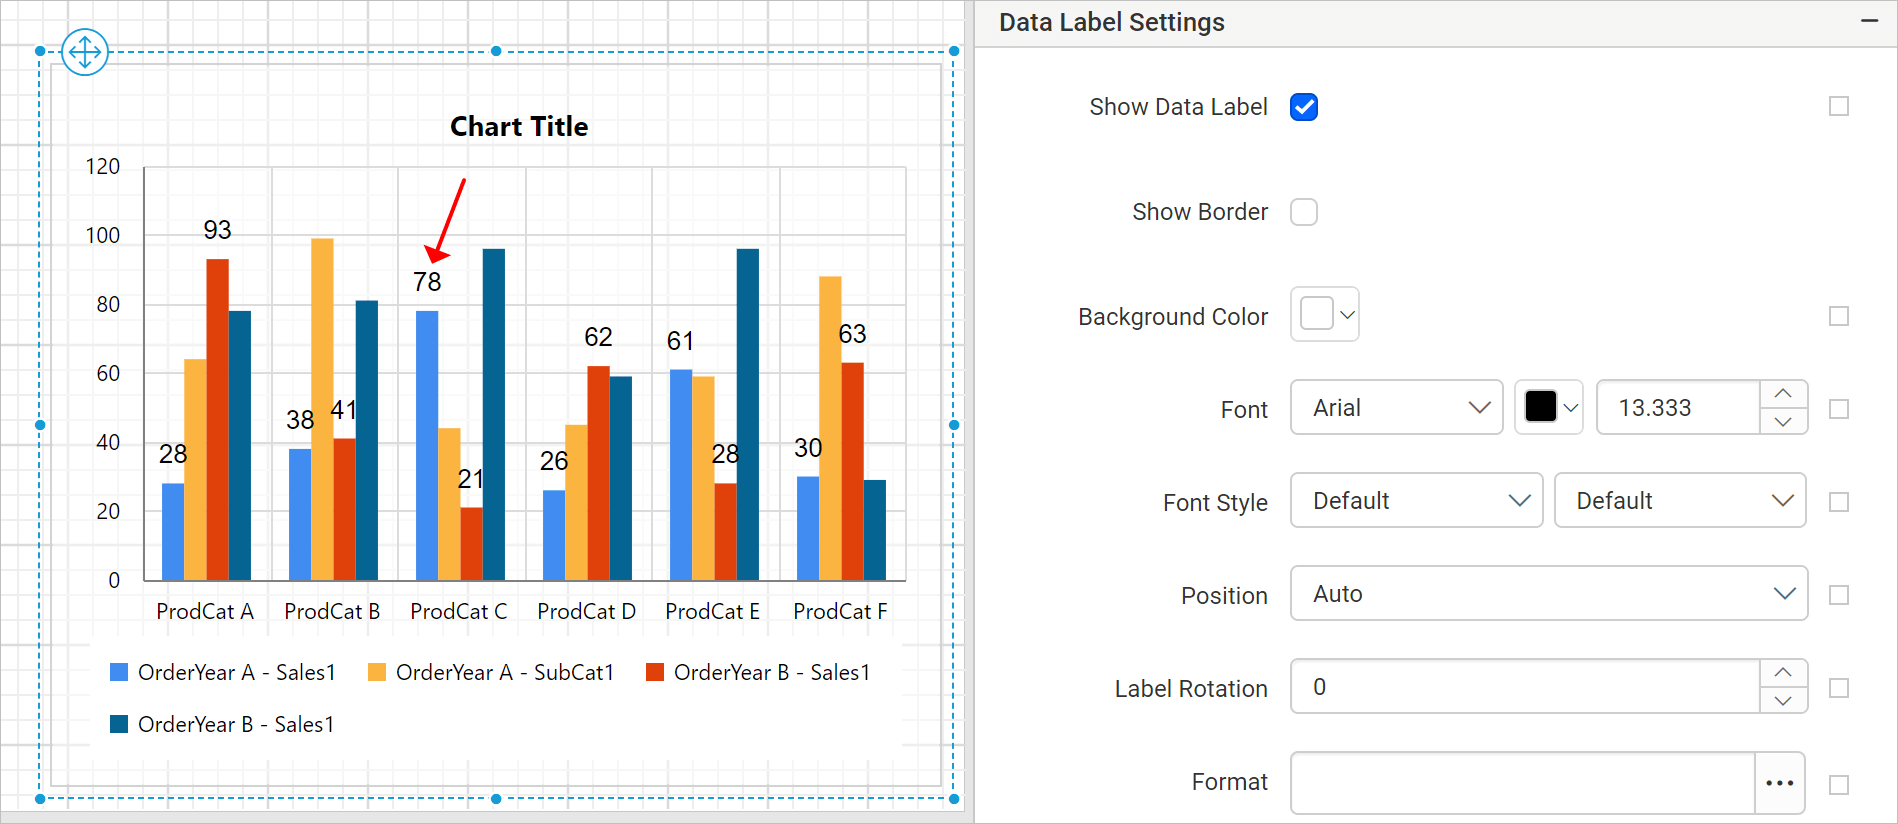 Chart Title
120
100
80
60
40
20
0
93
78
62
61
63
38
41
28
21
26
28
30
ProdCat A
ProdCat B
ProdCat C
ProdCat D
ProdCat E
ProdCat F
OrderYear A - Sales1
OrderYear A - SubCat1
OrderYear B - Sales1
OrderYear B - Sales1
Data Label Settings
Show Data Label
Show Border
Background Color
Font Arial 13.333
Font Style Default Default
Position Auto
Label Rotation 0
Format